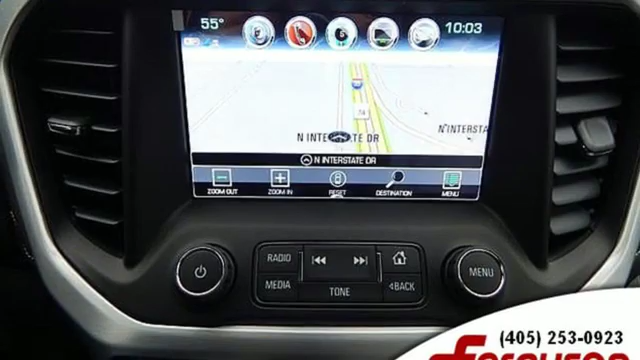 55° 10:03
N INTERSTATE DR
N INTERSTA
N INTERSTATE DR
ZOOM OUT ZOOM IN RESET DESTINATION MENU
RADIO
MEDIA TONE BACK
MENU
(405) 253-0923